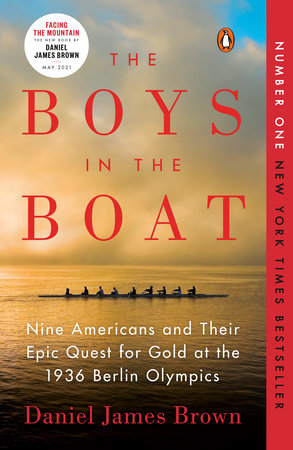 FACING
THE MOUNTAIN
THE NEW BOOK BY
DANIEL
JAMES BROWN
MAY 2021
THE
BOYS
IN THE
BOAT
Nine Americans and Their
Epic Quest for Gold at the
1936 Berlin Olympics
Daniel James Brown
NUMBER ONE NEW YORK TIMES BESTSELLER